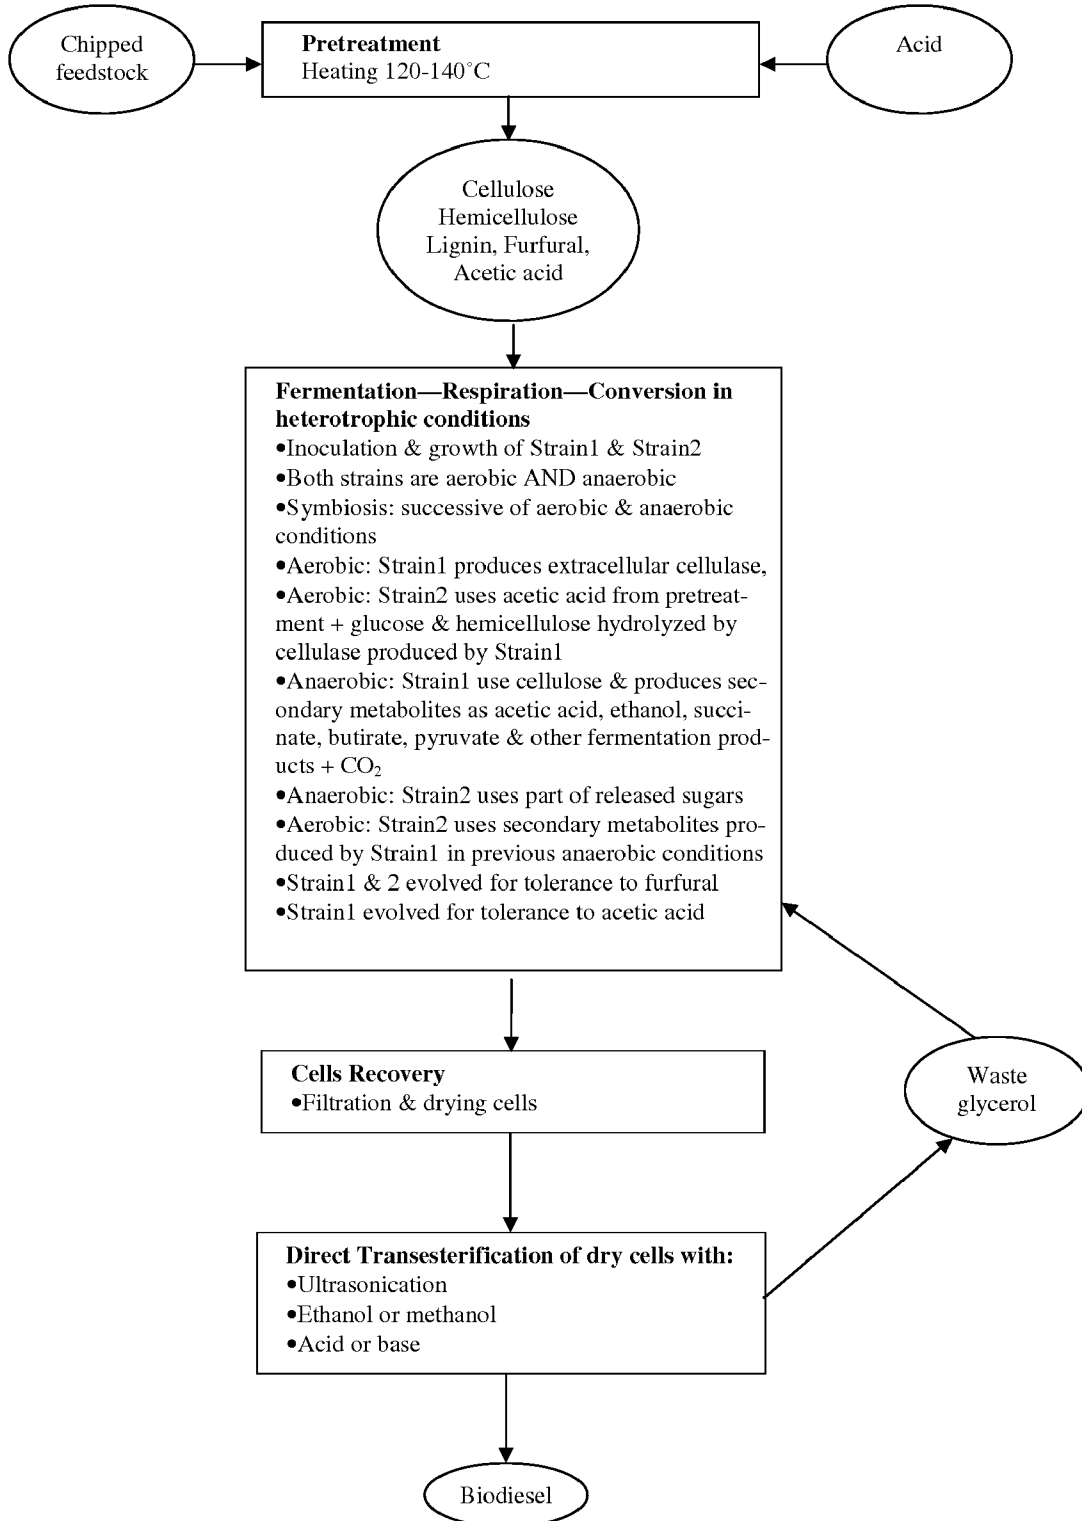 Chipped
feedstock
Pretreatment
Heating 120-140˚C
Acid
Cellulose
Hemicellulose
Lignin, Furfural,
Acetic acid
Fermentation—Respiration—Conversion in
heterotrophic conditions
•Inoculation & growth of Strain1 & Strain2
•Both strains are aerobic AND anaerobic
•Symbiosis: successive of aerobic & anaerobic
conditions
•Aerobic: Strain1 produces extracellular cellulase,
•Aerobic: Strain2 uses acetic acid from pretreat-
ment + glucose & hemicellulose hydrolyzed by
cellulase produced by Strain1
•Anaerobic: Strain1 use cellulose & produces sec-
ondary metabolites as acetic acid, ethanol, succi-
nate, butirate, pyruvate & other fermentation prod-
ucts + CO₂
•Anaerobic: Strain2 uses part of released sugars
•Aerobic: Strain2 uses secondary metabolites pro-
duced by Strain1 in previous anaerobic conditions
•Strain1 & 2 evolved for tolerance to furfural
•Strain1 evolved for tolerance to acetic acid
Cells Recovery
•Filtration & drying cells
Waste
glycerol
Direct Transesterification of dry cells with:
•Ultrasonication
•Ethanol or methanol
•Acid or base
Biodiesel